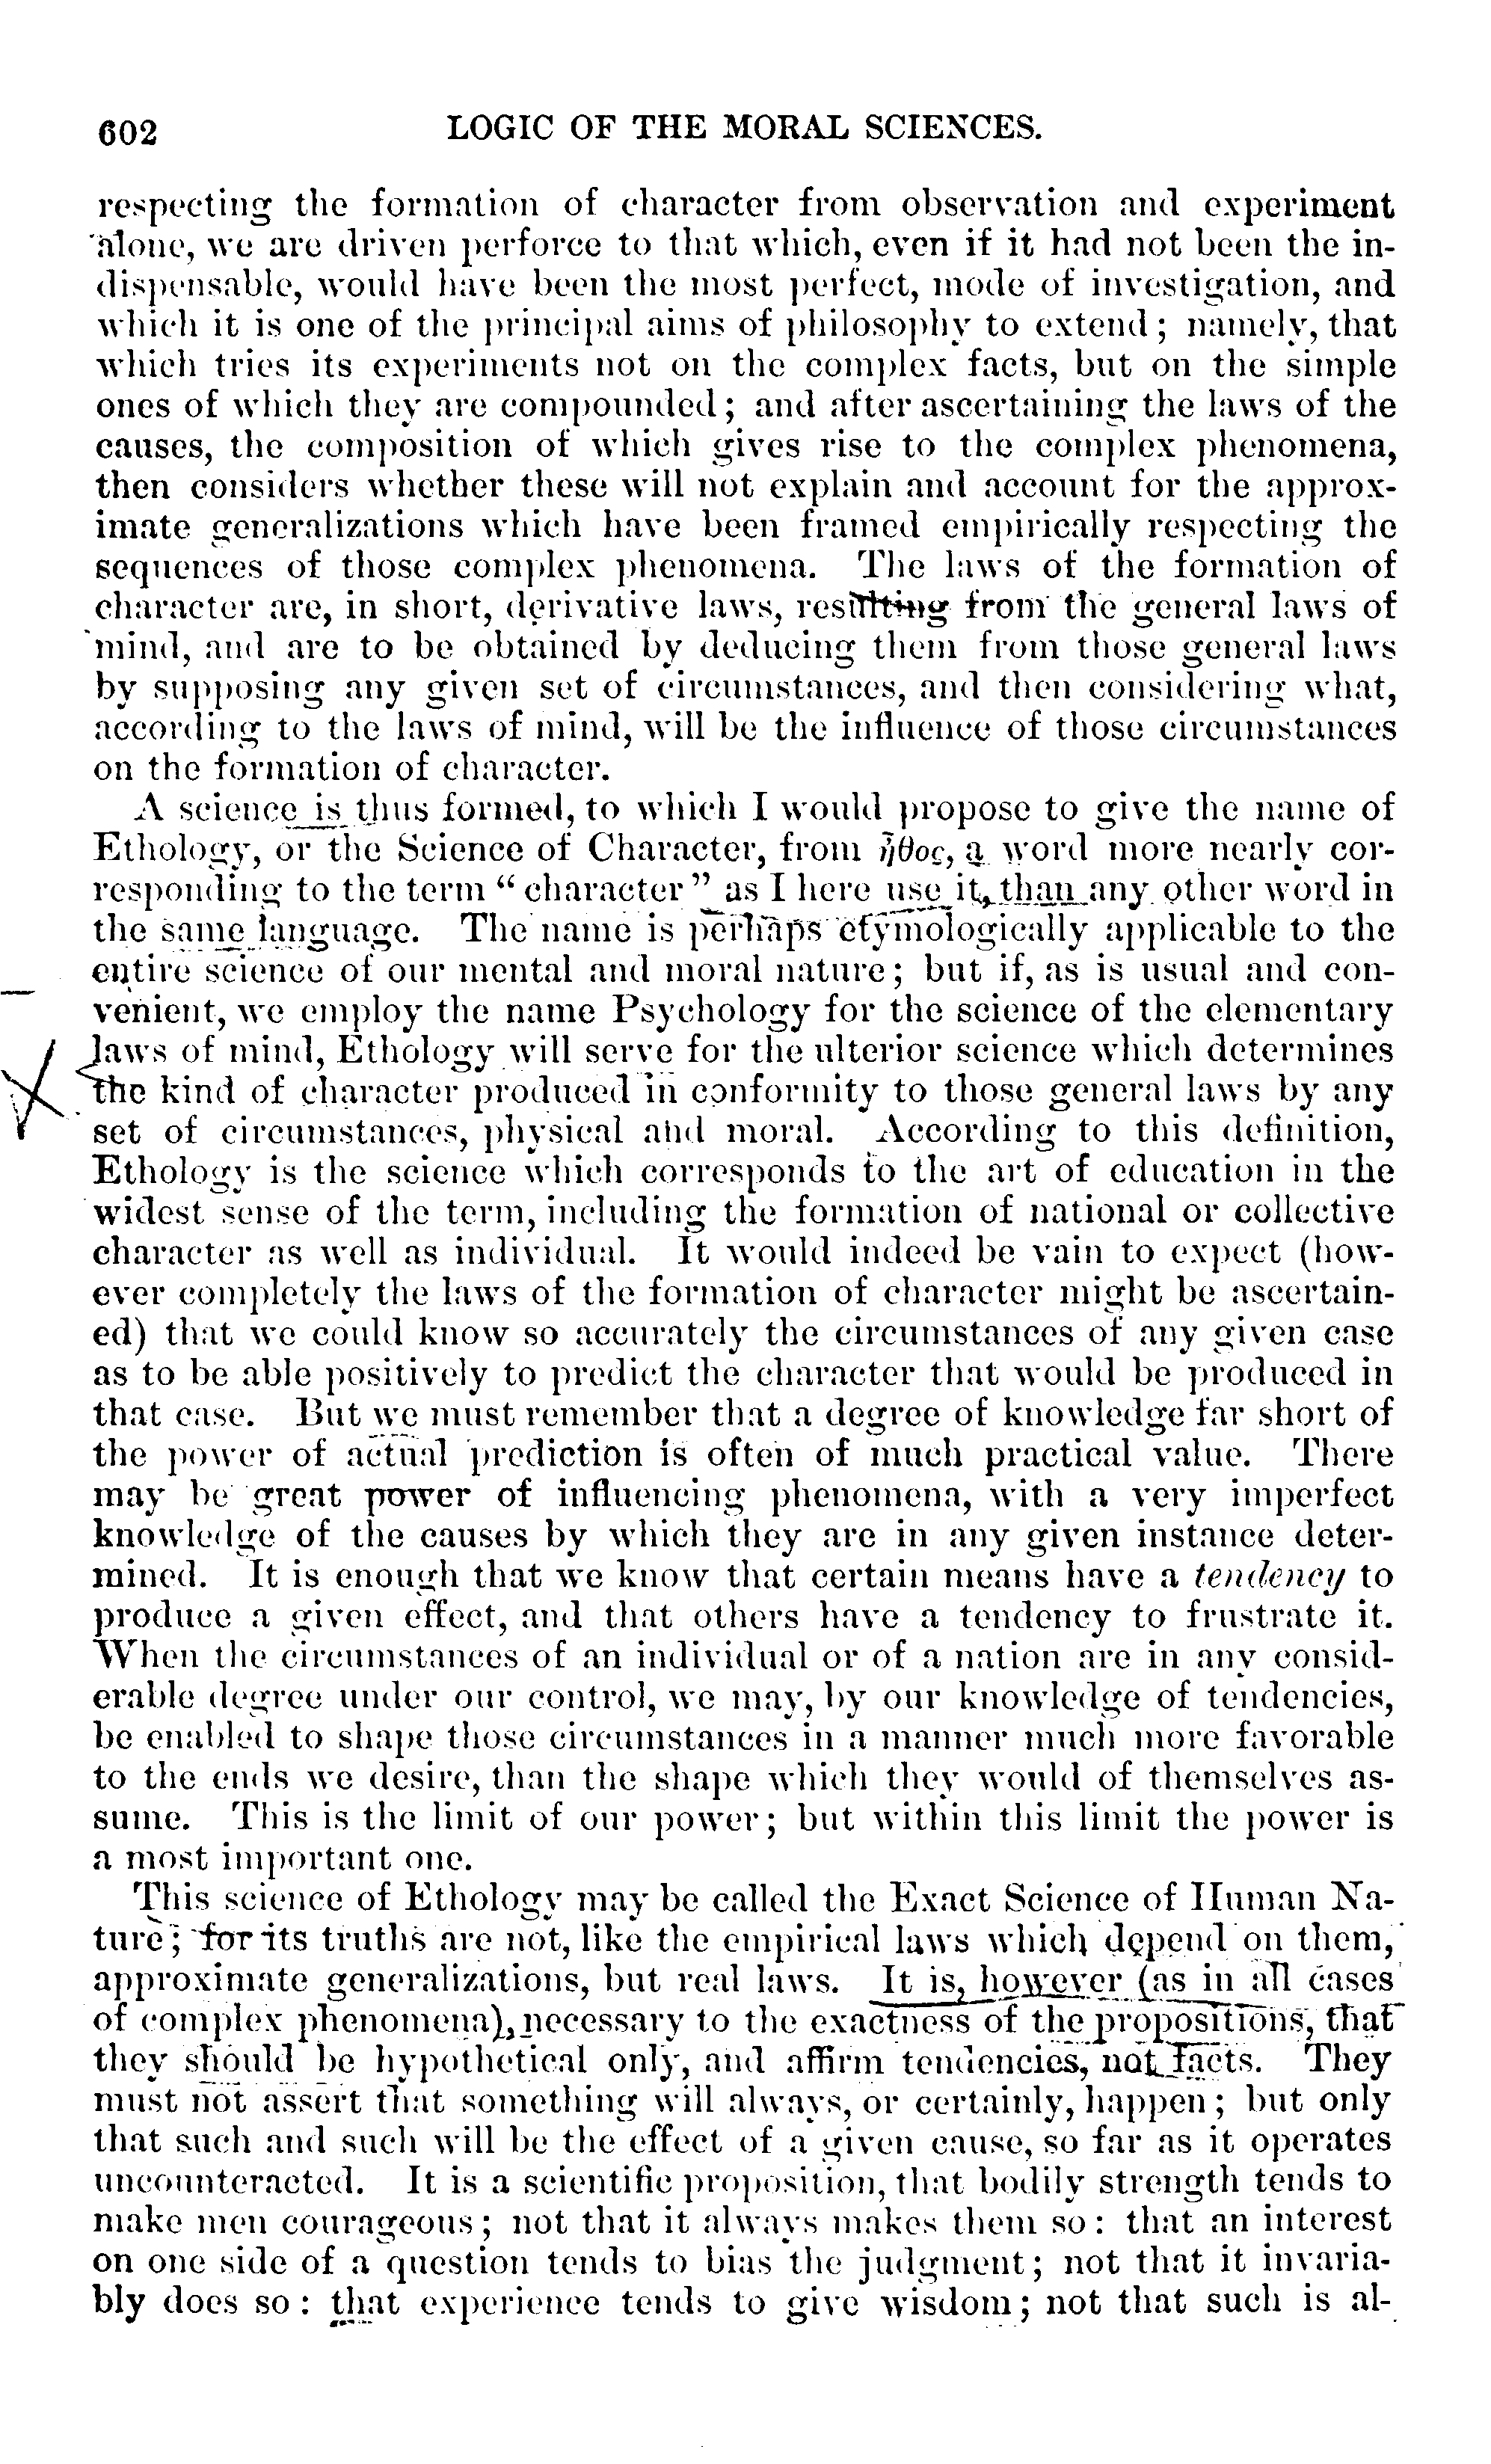 602 LOGIC OF THE MORAL SCIENCES.
respecting the formation of character from observation and experiment
alone, we are driven perforce to that which, even if it had not been the in-
dispensable, would have been the most perfect, mode of investigation, and
which it is one of the principal aims of philosophy to extend; namely, that
which tries its experiments not on the complex facts, but on the simple
ones of which they are compounded; and after ascertaining the laws of the
causes, the composition of which gives rise to the complex phenomena,
then considers whether these will not explain and account for the approx-
imate generalizations which have been framed empirically respecting the
sequences of those complex phenomena. The laws of the formation of
character are, in short, derivative laws, resulting from the general laws of
mind, and are to be obtained by deducing them from those general laws
by supposing any given set of circumstances, and then considering what,
according to the laws of mind, will be the influence of those circumstances
on the formation of character.
A science is thus formed, to which I would propose to give the name of
Ethology, or the Science of Character, from ἦθος, a word more nearly cor-
responding to the term “character” as I here use it, than any other word in
the same language. The name is perhaps etymologically applicable to the
entire science of our mental and moral nature; but if, as is usual and con-
venient, we employ the name Psychology for the science of the elementary
laws of mind, Ethology will serve for the ulterior science which determines
the kind of character produced in conformity to those general laws by any
set of circumstances, physical and moral. According to this definition,
Ethology is the science which corresponds to the art of education in the
widest sense of the term, including the formation of national or collective
character as well as individual. It would indeed be vain to expect (how-
ever completely the laws of the formation of character might be ascertain-
ed) that we could know so accurately the circumstances of any given case
as to be able positively to predict the character that would be produced in
that case. But we must remember that a degree of knowledge far short of
the power of actual prediction is often of much practical value. There
may be great power of influencing phenomena, with a very imperfect
knowledge of the causes by which they are in any given instance deter-
mined. It is enough that we know that certain means have a tendency to
produce a given effect, and that others have a tendency to frustrate it.
When the circumstances of an individual or of a nation are in any consid-
erable degree under our control, we may, by our knowledge of tendencies,
be enabled to shape those circumstances in a manner much more favorable
to the ends we desire, than the shape which they would of themselves as-
sume. This is the limit of our power; but within this limit the power is
a most important one.
This science of Ethology may be called the Exact Science of Human Na-
ture; for its truths are not, like the empirical laws which depend on them,
approximate generalizations, but real laws. It is, however (as in all cases
of complex phenomena), necessary to the exactness of the propositions, that
they should be hypothetical only, and affirm tendencies, not facts. They
must not assert that something will always, or certainly, happen; but only
that such and such will be the effect of a given cause, so far as it operates
uncounteracted. It is a scientific proposition, that bodily strength tends to
make men courageous; not that it always makes them so: that an interest
on one side of a question tends to bias the judgment; not that it invaria-
bly does so: that experience tends to give wisdom; not that such is al-